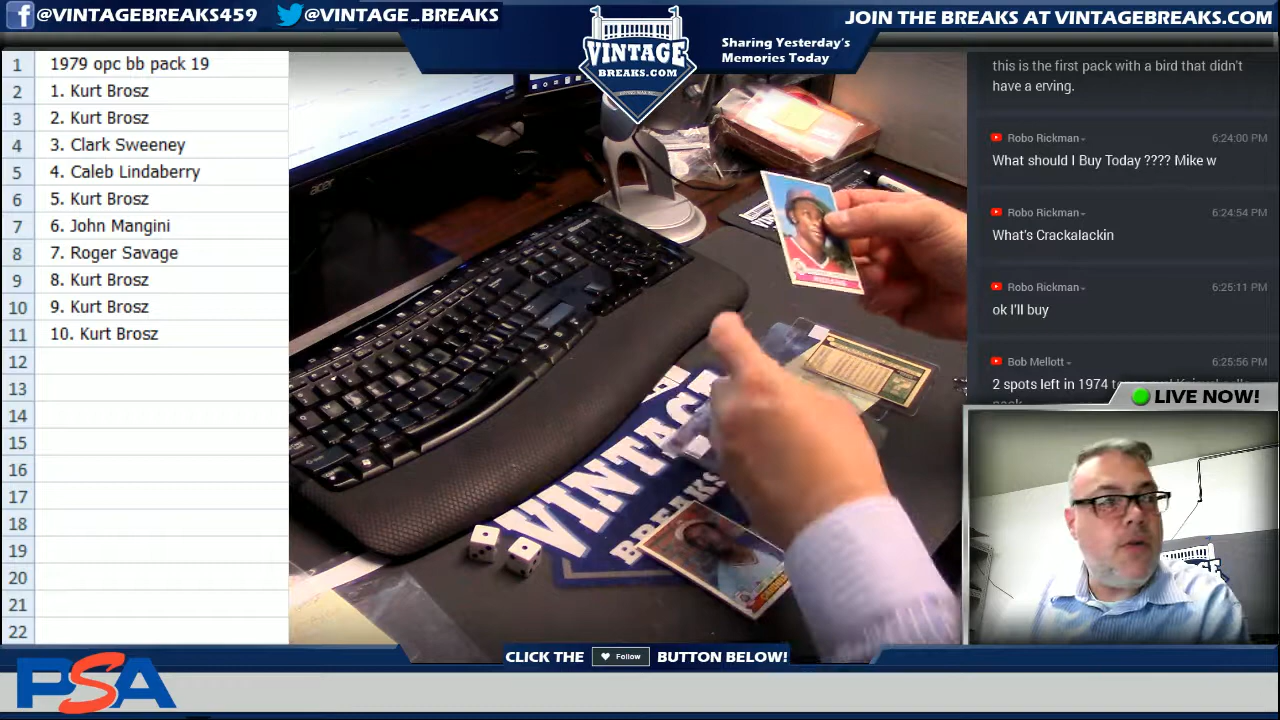 @VINTAGEBREAKS459
@VINTAGE_BREAKS
VINTAGE
BREAKS.COM
Sharing Yesterday's
Memories Today
JOIN THE BREAKS AT VINTAGEBREAKS.COM
1 1979 opc bb pack 19
2 1. Kurt Brosz
3 2. Kurt Brosz
4 3. Clark Sweeney
5 4. Caleb Lindaberry
6 5. Kurt Brosz
7 6. John Mangini
8 7. Roger Savage
9 8. Kurt Brosz
10 9. Kurt Brosz
11 10. Kurt Brosz
12
13
14
15
16
17
18
19
20
21
22
acer
VINTAGE
BREAKS
this is the first pack with a bird that didn't
have a erving.
Robo Rickman 6:24:00 PM
What should I Buy Today ???? Mike w
Robo Rickman 6:24:54 PM
What's Crackalackin
Robo Rickman 6:25:11 PM
ok I'll buy
Bob Mellott 6:25:56 PM
2 spots left in 1974
LIVE NOW!
CLICK THE Follow BUTTON BELOW!
PSA